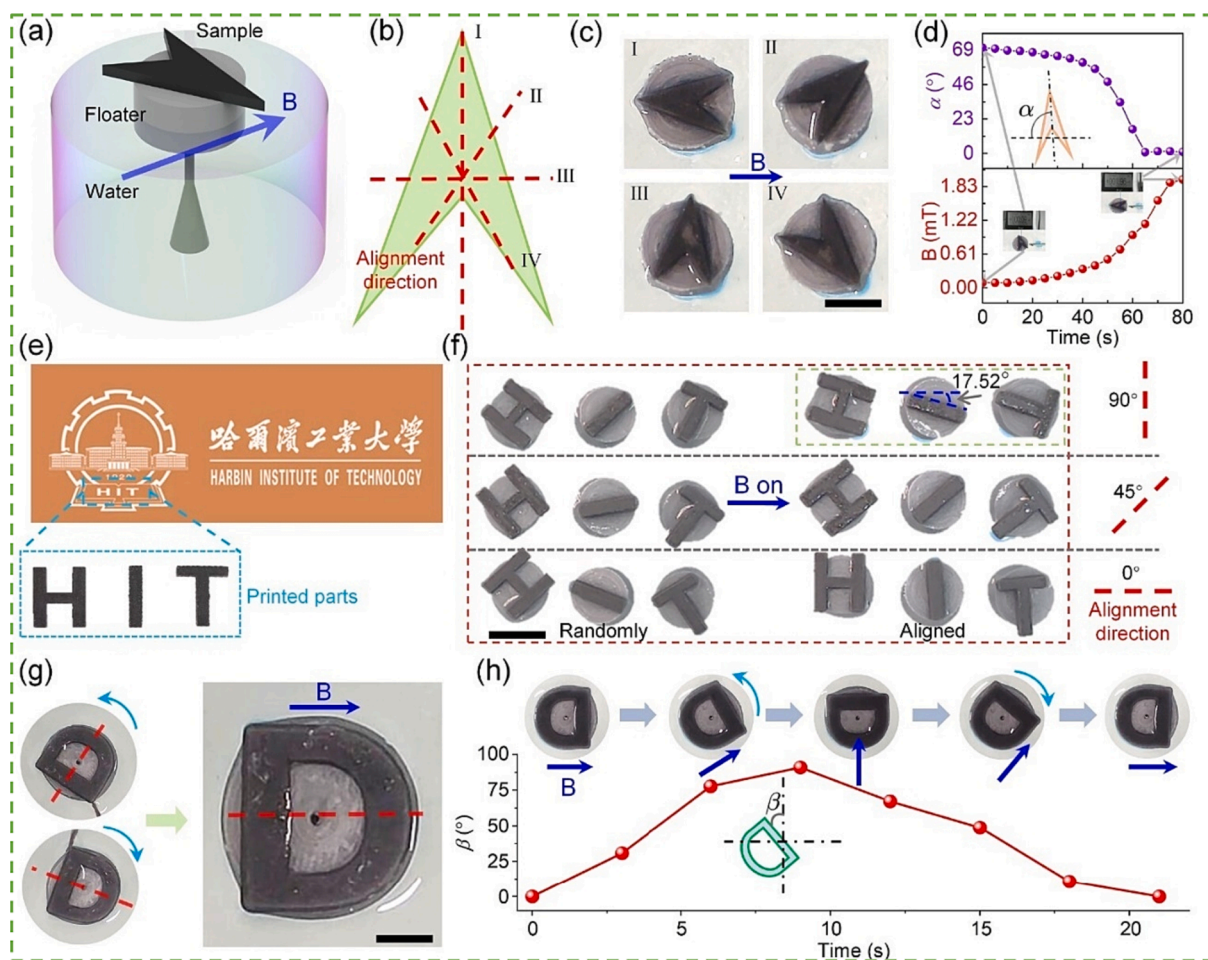 (a)
Sample
Floater
B
Water
(b)
I
II
III
IV
Alignment
direction
(c)
I
II
B
III
IV
(d)
α (°)
69
46
23
0
α
B (mT)
1.83
1.22
0.61
0.00
0 20 40 60 80
Time (s)
(e)
哈爾濱工業大學
HARBIN INSTITUTE OF TECHNOLOGY
1920
HIT
H I T
Printed parts
(f)
17.52°
90°
B on
45°
0°
Randomly
Aligned
Alignment
direction
(g)
B
(h)
B
β (°)
100
75
50
25
0
β
0 5 10 15 20
Time (s)